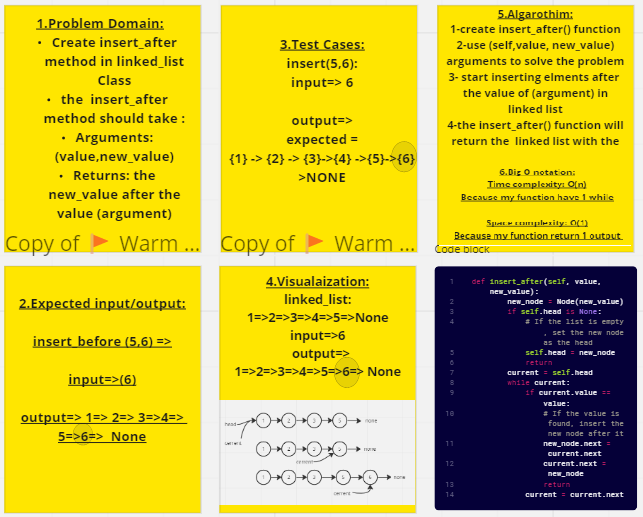 1.Problem Domain:
• Create insert_after
method in linked_list
Class
• the insert_after
method should take :
• Arguments:
(value,new_value)
• Returns: the
new_value after the
value (argument)
Copy of 🚩 Warm ...
3.Test Cases:
insert(5,6):
input=> 6
output=>
expected =
{1} -> {2} -> {3}->{4} ->{5}->{6}
>NONE
Copy of 🚩 Warm ...
5.Algarothim:
1-create insert_after() function
2-use (self,value, new_value)
arguments to solve the problem
3- start inserting elments after
the value of (argument) in
linked list
4-the insert_after() function will
return the linked list with the
6.Big O notation:
Time complexity: O(n)
Because my function have 1 while
Space complexity: O(1)
Because my function return 1 output
Code block
2.Expected input/output:
insert_before (5,6) =>
input=>(6)
output=> 1=> 2=> 3=>4=>
5=>6=> None
4.Visualaization:
linked_list:
1=>2=>3=>4=>5=>None
input=>6
output=>
1=>2=>3=>4=>5=>6=> None
head
1 2 3 5 none
current
1 2 3 5 none
current
1 2 3 5 6 none
current
1 def insert_after(self, value,
new_value):
2 new_node = Node(new_value)
3 if self.head is None:
4 # If the list is empty
, set the new node
as the head
5 self.head = new_node
6 return
7 current = self.head
8 while current:
9 if current.value ==
value:
10 # If the value is
found, insert the
new node after it
11 new_node.next =
current.next
12 current.next =
new_node
13 return
14 current = current.next